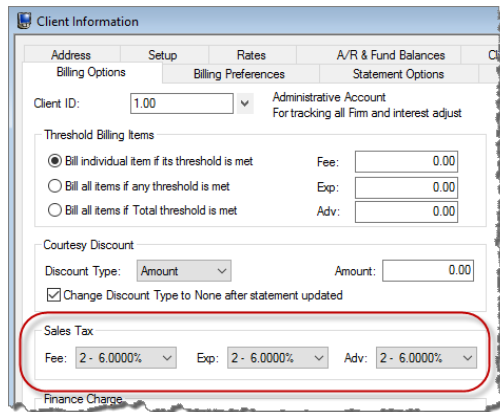 Client Information
Address Setup Rates A/R & Fund Balances
Billing Options Billing Preferences Statement Options
Client ID: 1.00 Administrative Account
For tracking all Firm and interest adjust
Threshold Billing Items
Bill individual item if its threshold is met Fee: 0.00
Bill all items if any threshold is met Exp: 0.00
Bill all items if Total threshold is met Adv: 0.00
Courtesy Discount
Discount Type: Amount Amount: 0.00
Change Discount Type to None after statement updated
Sales Tax
Fee: 2 - 6.0000% Exp: 2 - 6.0000% Adv: 2 - 6.0000%
Finance Charge